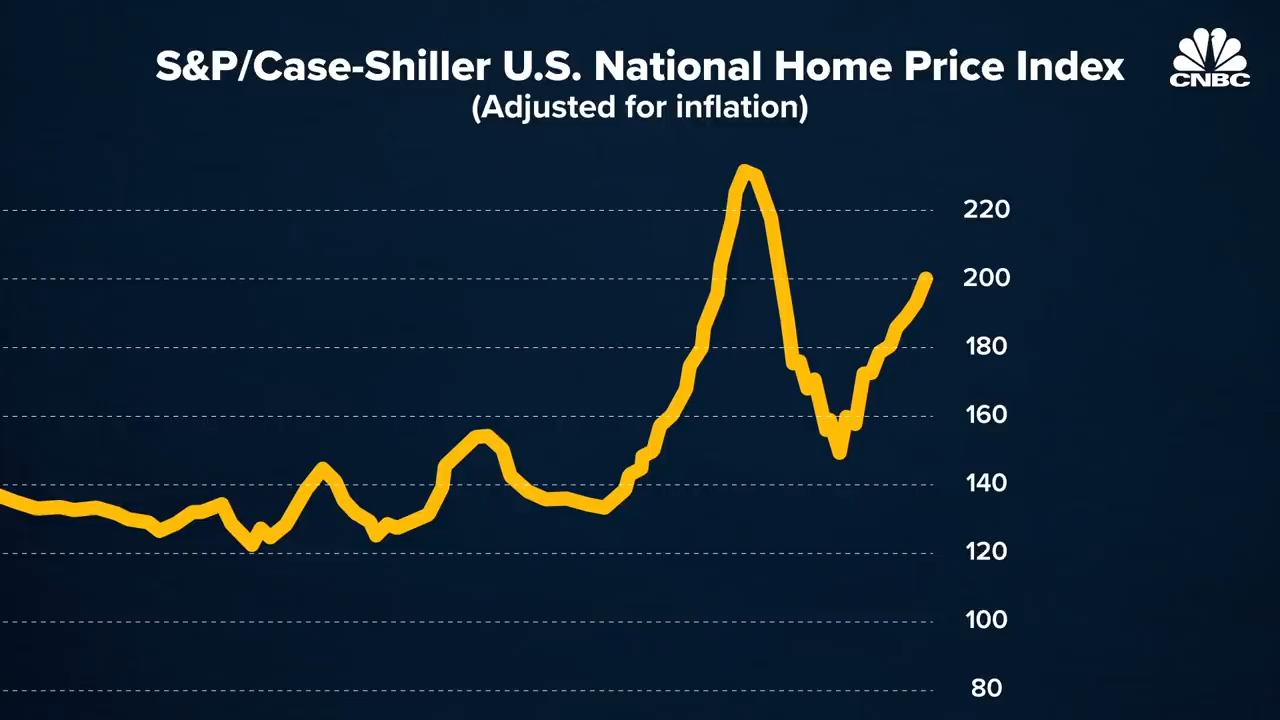 S&P/Case-Shiller U.S. National Home Price Index
(Adjusted for inflation)
CNBC
220
200
180
160
140
120
100
80